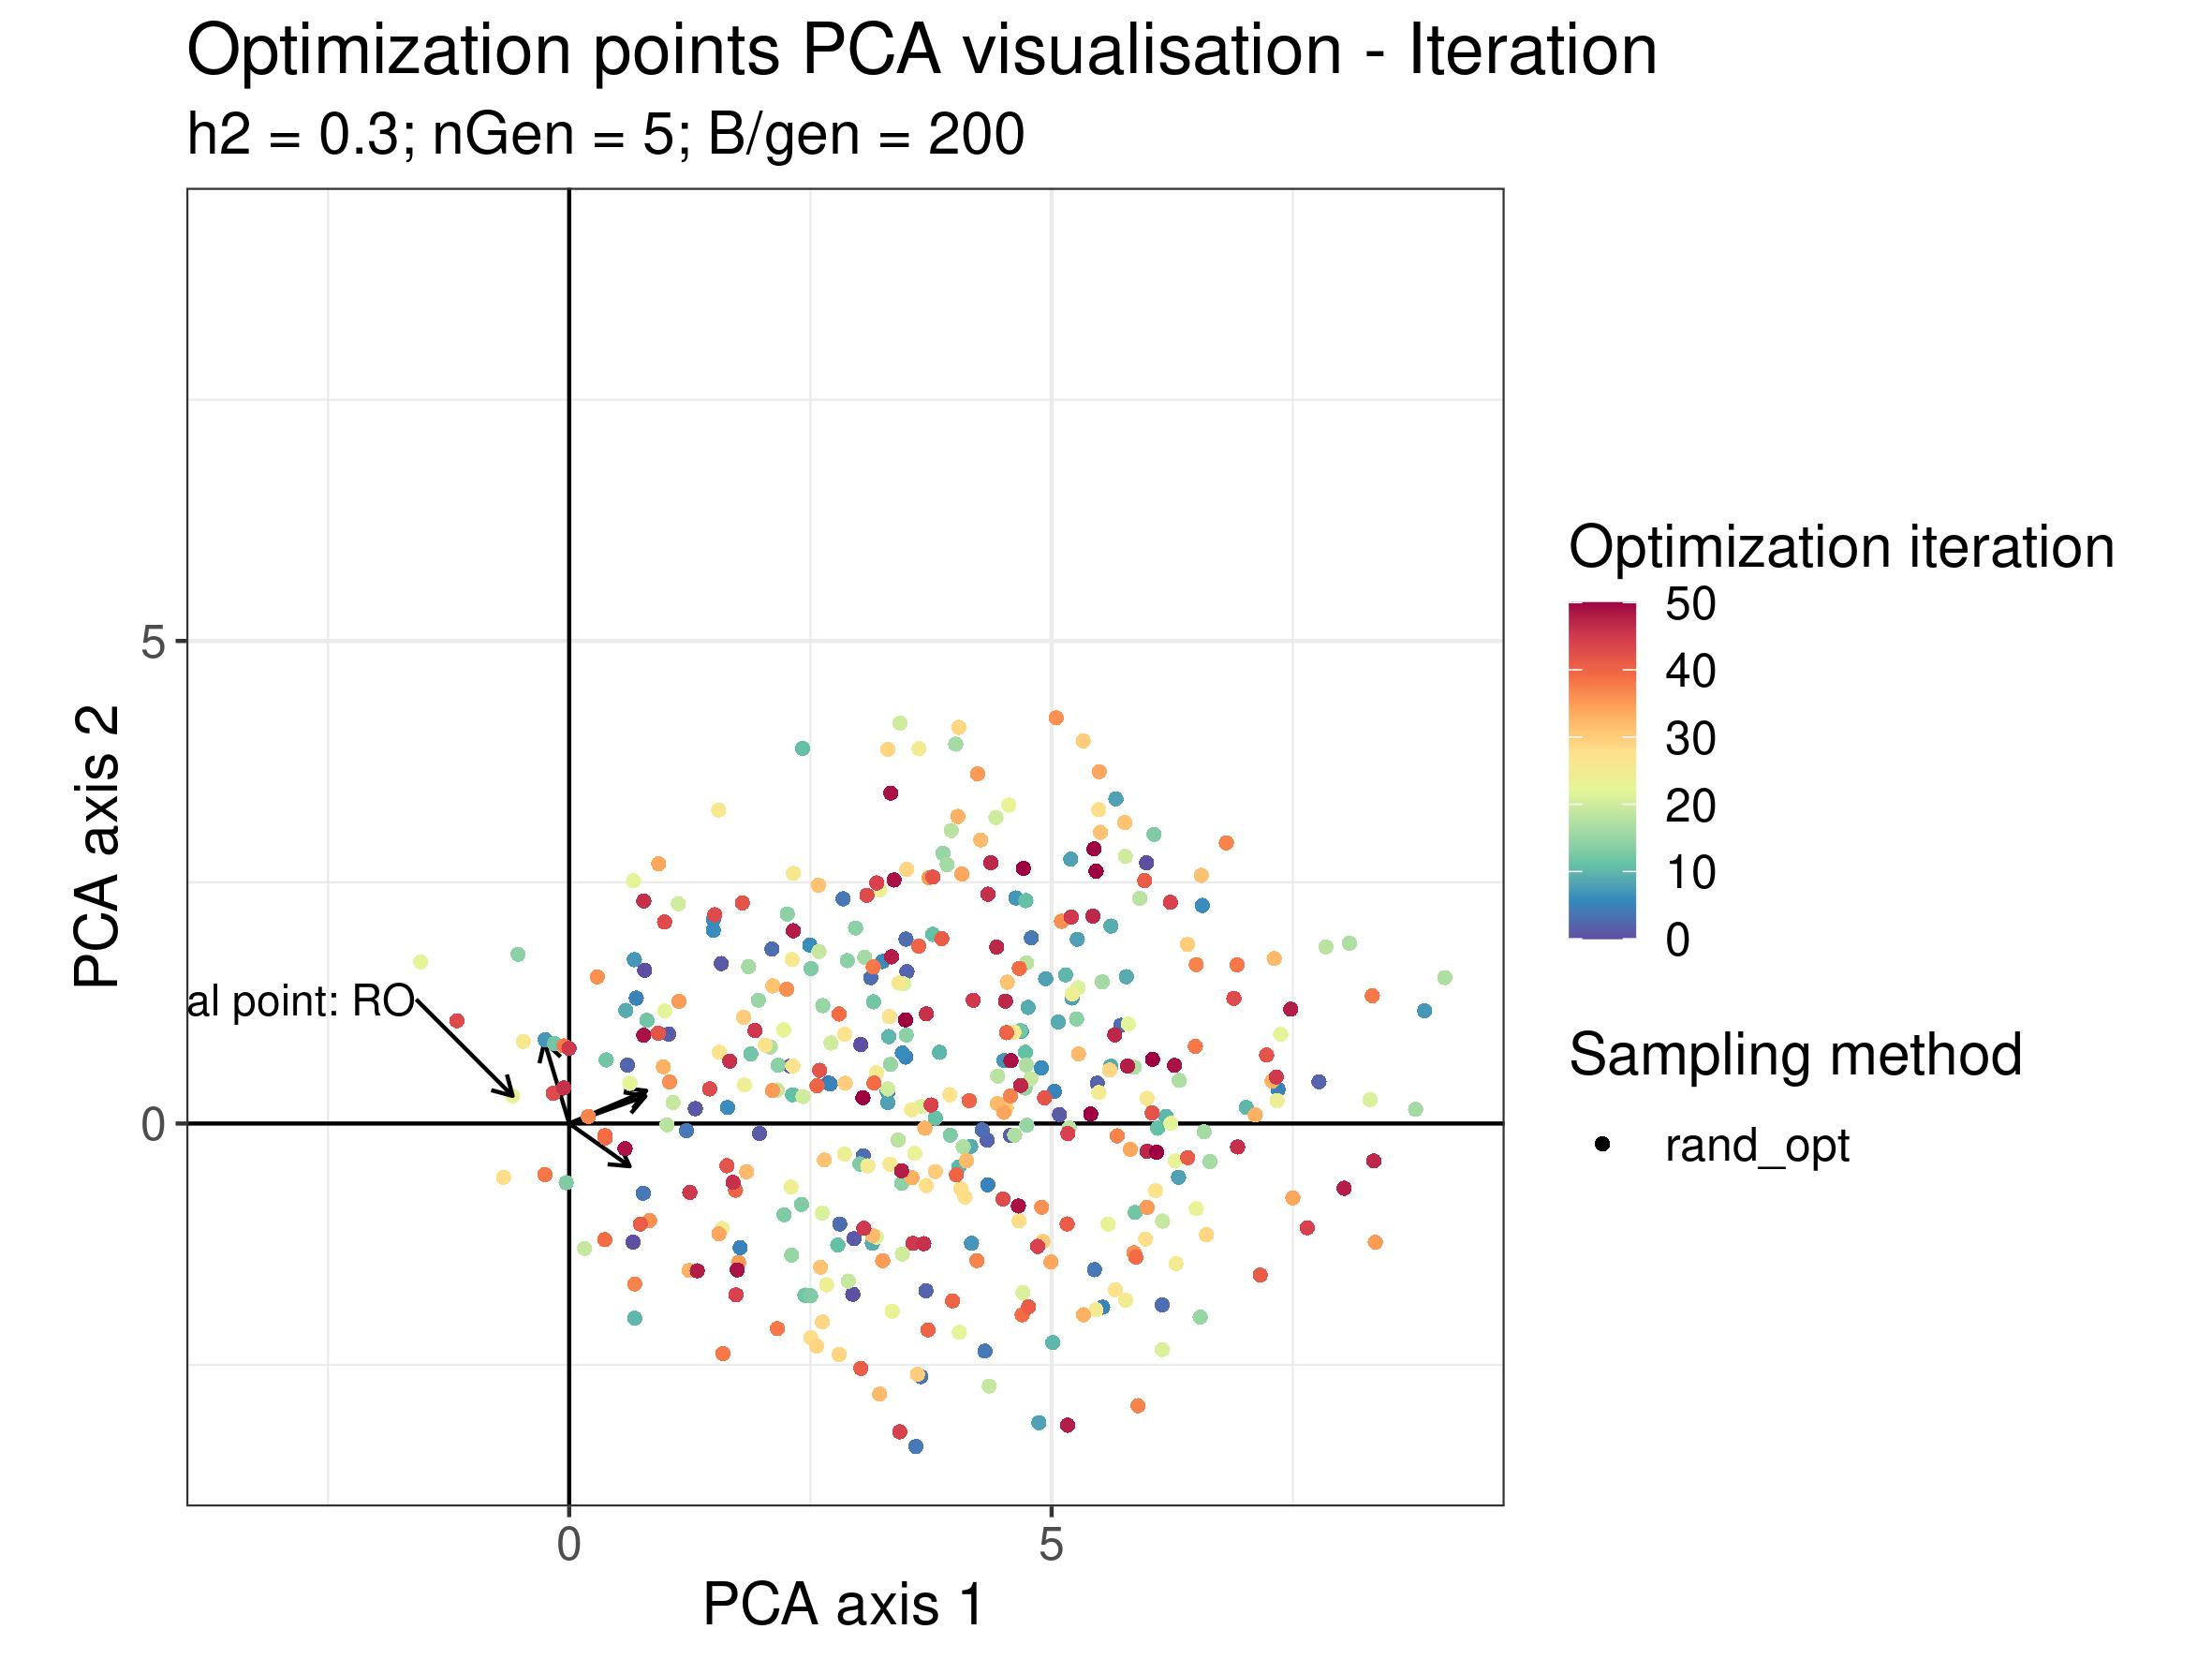 Optimization points PCA visualisation - Iteration
h2 = 0.3; nGen = 5; B/gen = 200
PCA axis 2
5
0
al point: RO
0
5
PCA axis 1
Optimization iteration
50
40
30
20
10
0
Sampling method
rand_opt